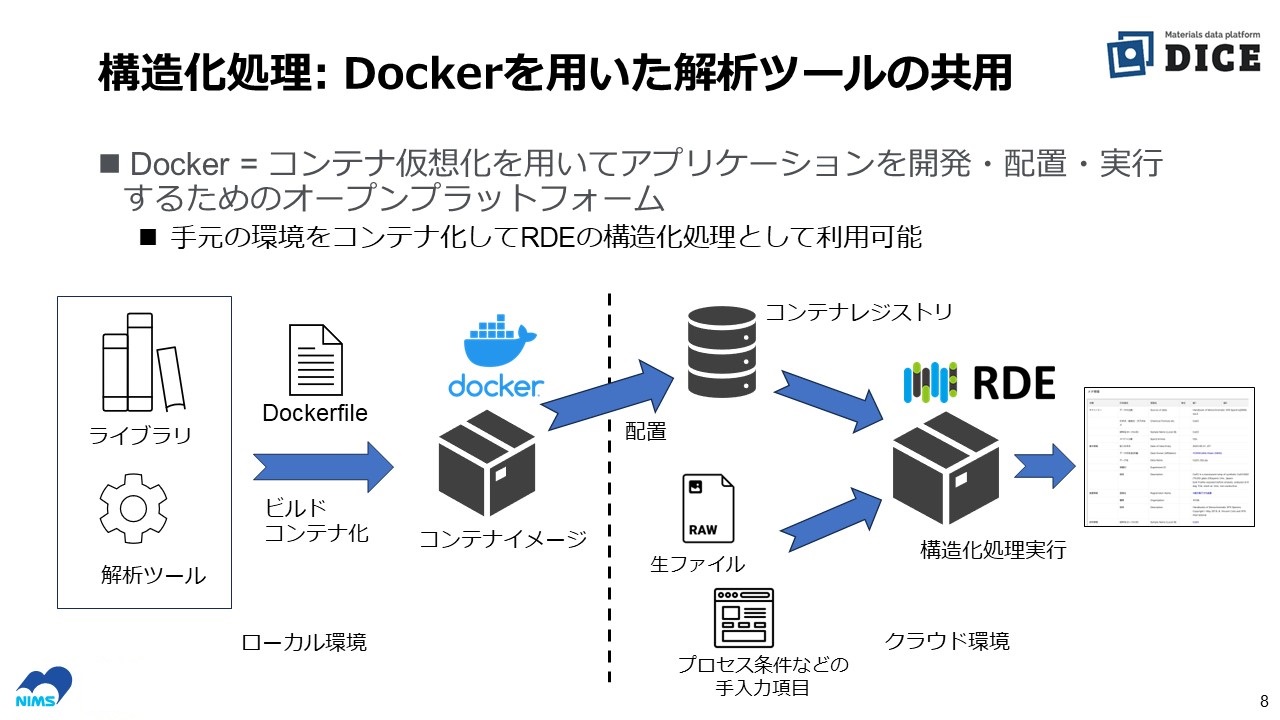 Materials data platform
DICE
構造化処理: Dockerを用いた解析ツールの共用
■ Docker = コンテナ仮想化を用いてアプリケーションを開発・配置・実行
するためのオープンプラットフォーム
■ 手元の環境をコンテナ化してRDEの構造化処理として利用可能
ライブラリ
解析ツール
Dockerfile
ビルド
コンテナ化
docker
コンテナイメージ
ローカル環境
配置
コンテナレジストリ
RAW
生ファイル
プロセス条件などの
手入力項目
RDE
構造化処理実行
クラウド環境
NIMS
8